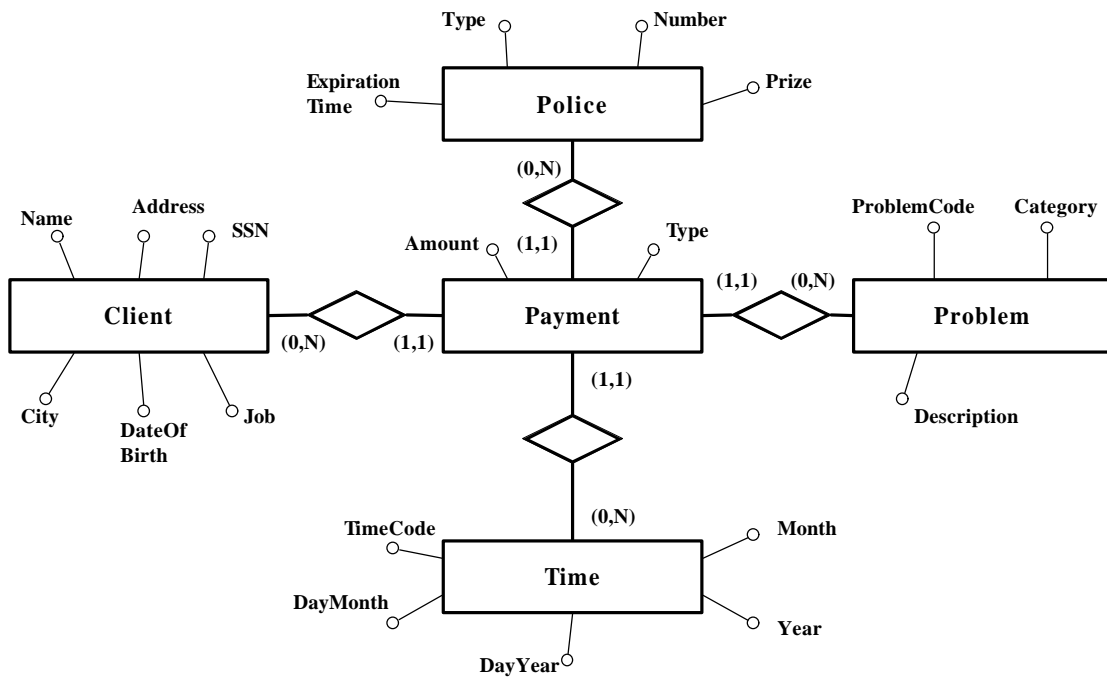 Type
Number
Expiration
Time
Prize
Police
(0,N)
Name
Address
SSN
ProblemCode
Category
Amount
(1,1)
Type
Client
(0,N)
(1,1)
Payment
(1,1)
(0,N)
Problem
(1,1)
City
DateOf
Birth
Job
Description
(0,N)
TimeCode
Month
Time
DayMonth
Year
DayYear